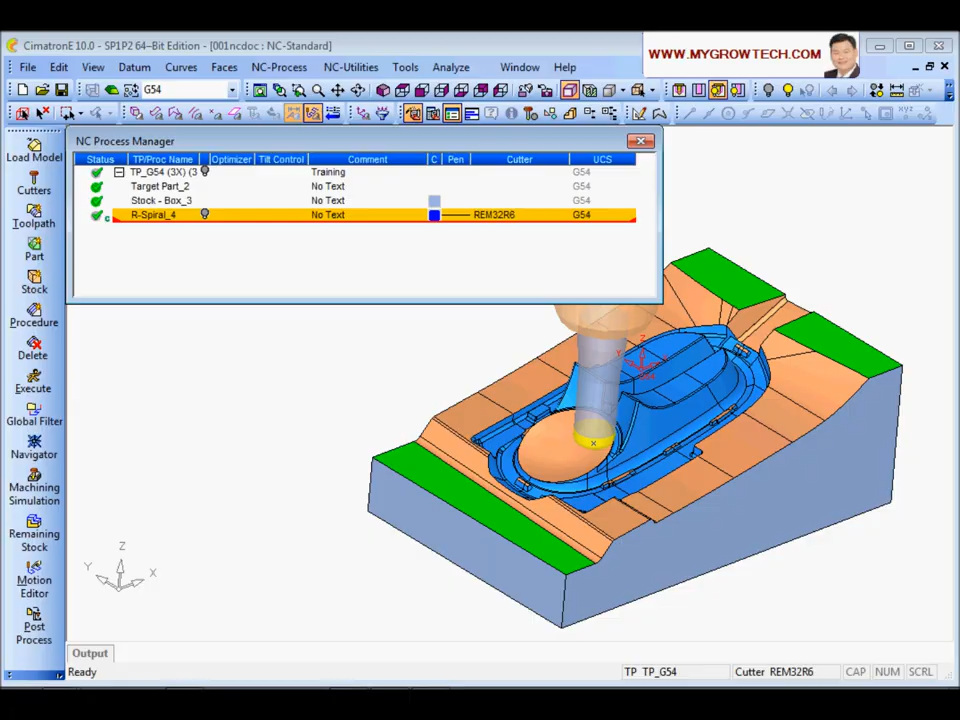 CimatronE 10.0 - SP1P2 64-Bit Edition - [001ncdoc : NC-Standard]
WWW.MYGROWTECH.COM
File Edit View Datum Curves Faces NC-Process NC-Utilities Tools Analyze Window Help
G54
NC Process Manager
Status TP/Proc Name Optimizer Tilt Control Comment C Pen Cutter UCS
TP_G54 (3X) (3 Training G54
Target Part_2 No Text G54
Stock - Box_3 No Text G54
R-Spiral_4 No Text REM32R6 G54
Load Model
Cutters
Toolpath
Part
Stock
Procedure
Delete
Execute
Global Filter
Navigator
Machining
Simulation
Remaining
Stock
Motion
Editor
Post
Process
Z
Y
X
Z
Y
X
Output
Ready TP TP_G54 Cutter REM32R6 CAP NUM SCRL